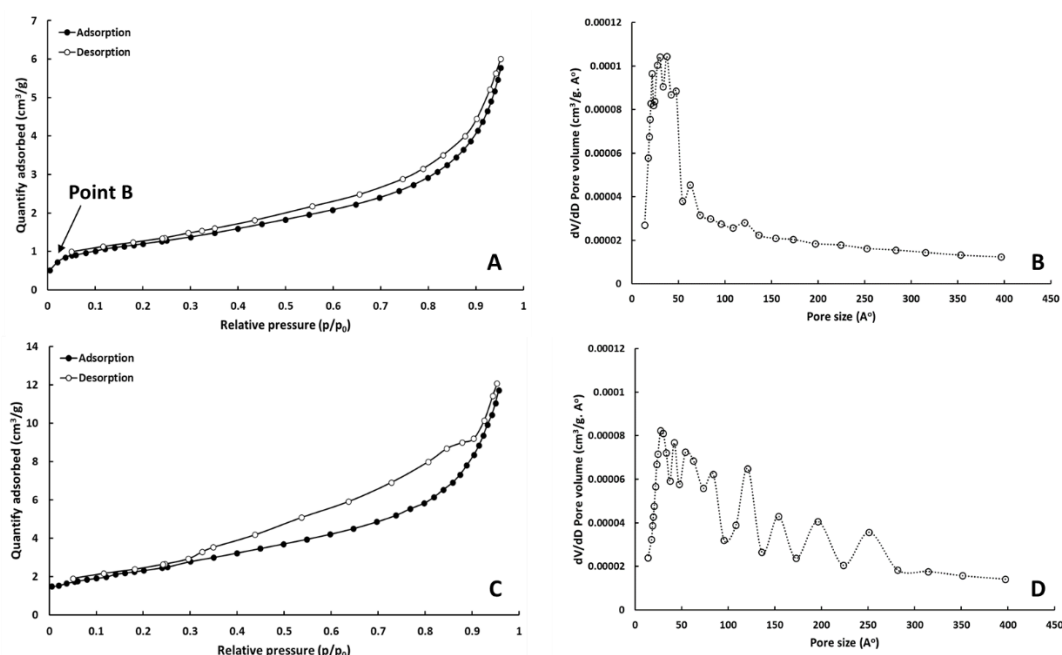 7
6
5
4
3
2
1
0
Quantify adsorbed (cm³/g)
Adsorption
Desorption
Point B
A
0 0.1 0.2 0.3 0.4 0.5 0.6 0.7 0.8 0.9 1
Relative pressure (p/p₀)
0.00012
0.0001
0.00008
0.00006
0.00004
0.00002
0
dV/dD Pore volume (cm³/g. A°)
B
0 50 100 150 200 250 300 350 400 450
Pore size (A°)
14
12
10
8
6
4
2
0
Quantify adsorbed (cm³/g)
Adsorption
Desorption
C
0 0.1 0.2 0.3 0.4 0.5 0.6 0.7 0.8 0.9 1
Relative pressure (p/p₀)
0.00012
0.0001
0.00008
0.00006
0.00004
0.00002
0
dV/dD Pore volume (cm³/g. A°)
D
0 50 100 150 200 250 300 350 400 450
Pore size (A°)